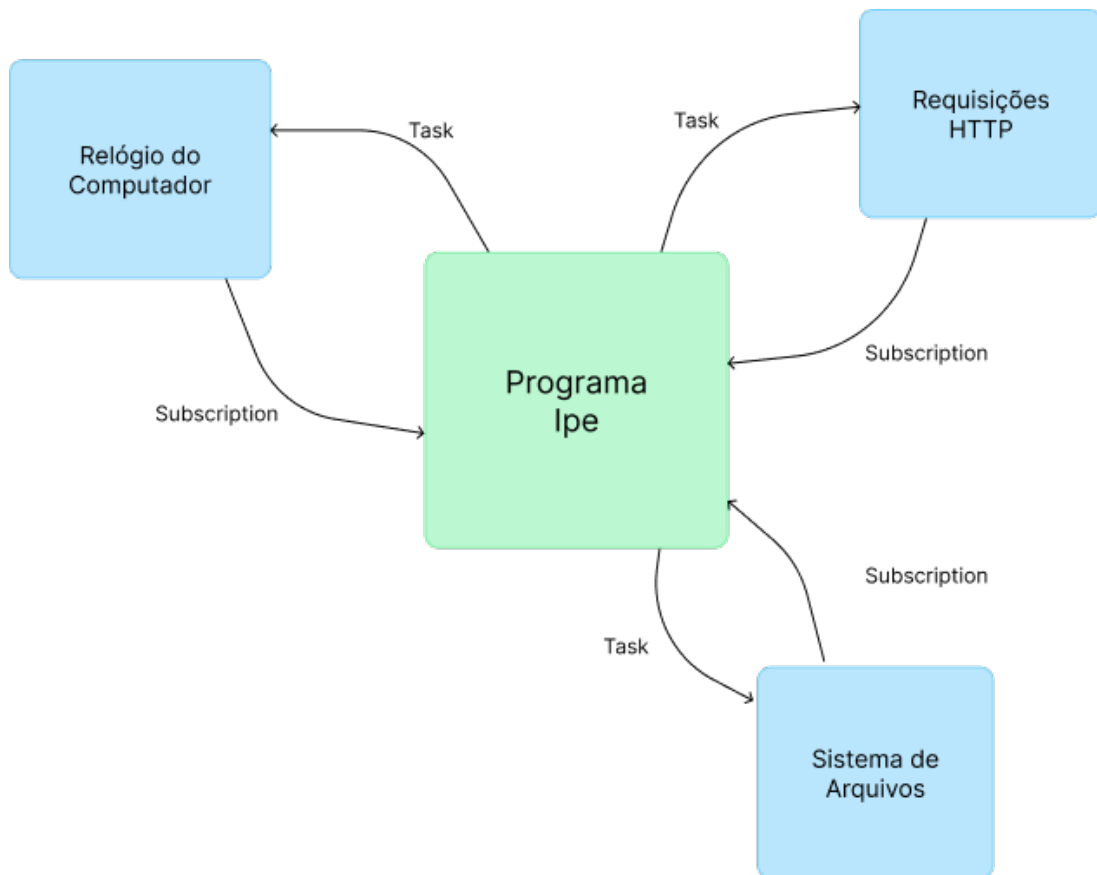 Requisições
HTTP
Relógio do
Computador
Task
Task
Programa
Ipe
Subscription
Subscription
Subscription
Task
Sistema de
Arquivos